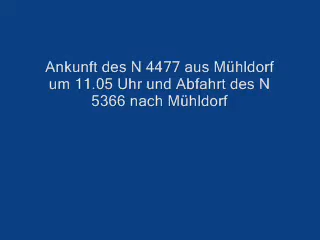 Ankunft des N 4477 aus Mühldorf
um 11.05 Uhr und Abfahrt des N
5366 nach Mühldorf